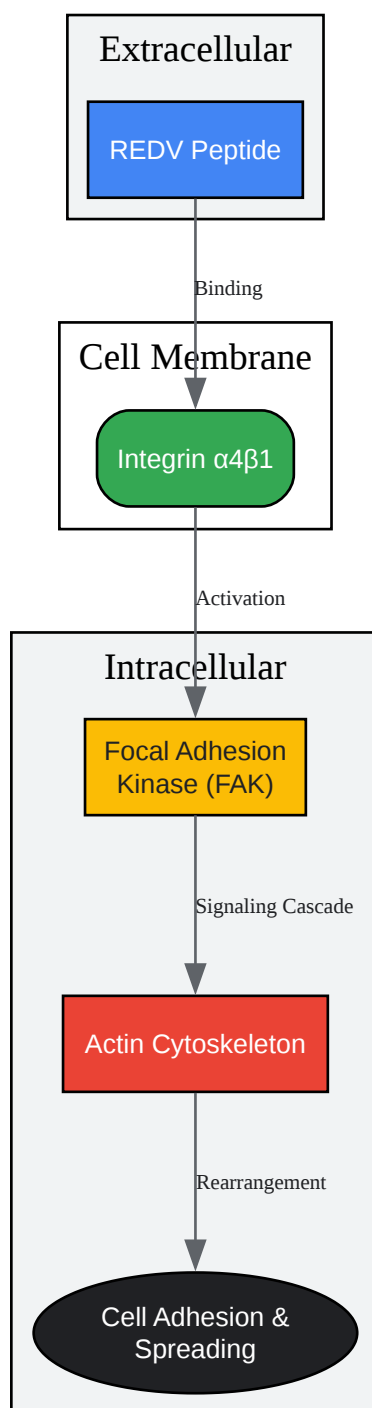 Extracellular
REDV Peptide
Binding
Cell Membrane
Integrin α4β1
Activation
Intracellular
Focal Adhesion
Kinase (FAK)
Signaling Cascade
Actin Cytoskeleton
Rearrangement
Cell Adhesion &
Spreading